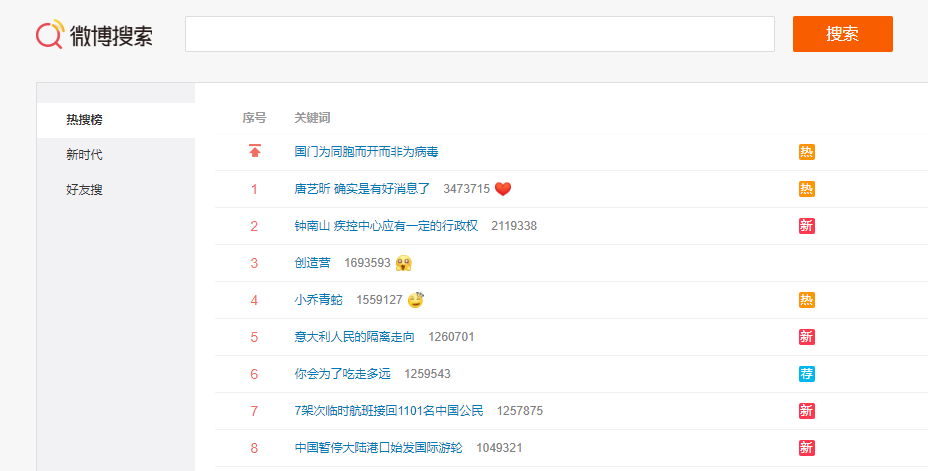 微博搜索
搜索
热搜榜
新时代
好友搜
序号 关键词
国门为同胞而开而非为病毒 热
1 唐艺昕 确实是有好消息了 3473715 热
2 钟南山 疾控中心应有一定的行政权 2119338 新
3 创造营 1693593
4 小乔青蛇 1559127 热
5 意大利人民的隔离走向 1260701 新
6 你会为了吃走多远 1259543 荐
7 7架次临时航班接回1101名中国公民 1257875 新
8 中国暂停大陆港口始发国际游轮 1049321 新